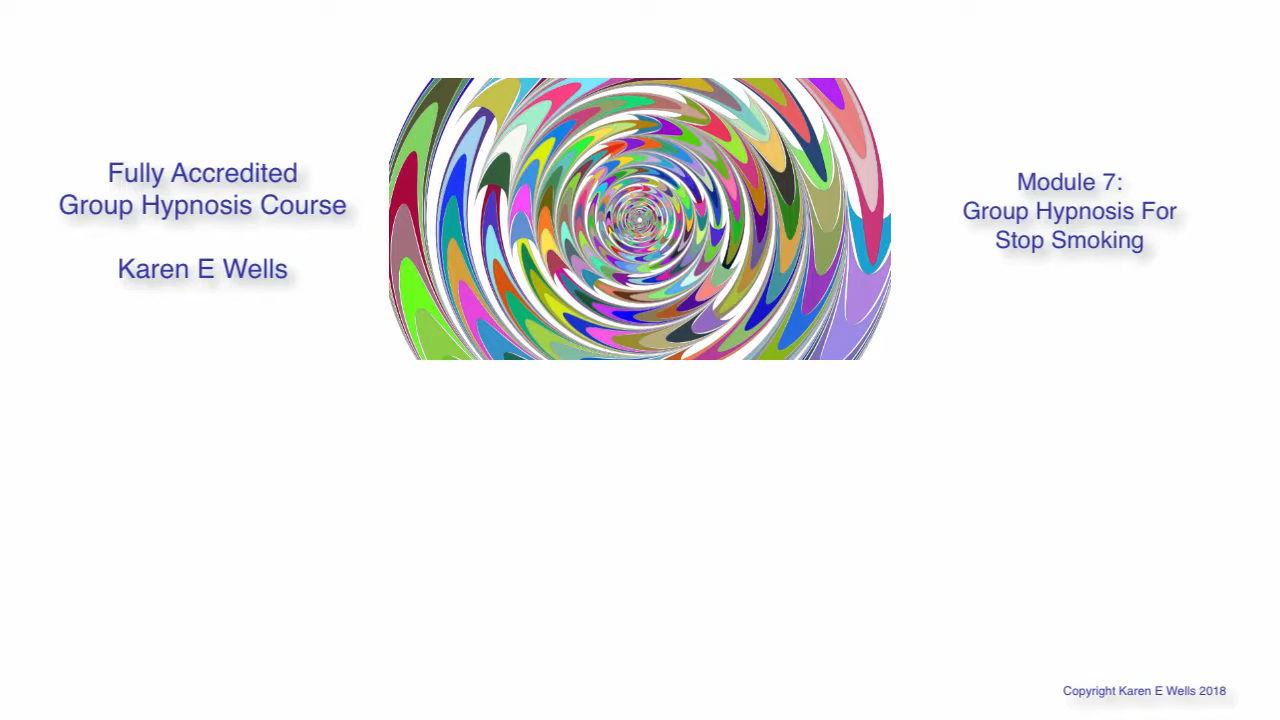 Fully Accredited
Group Hypnosis Course
Karen E Wells
Module 7:
Group Hypnosis For
Stop Smoking
Copyright Karen E Wells 2018